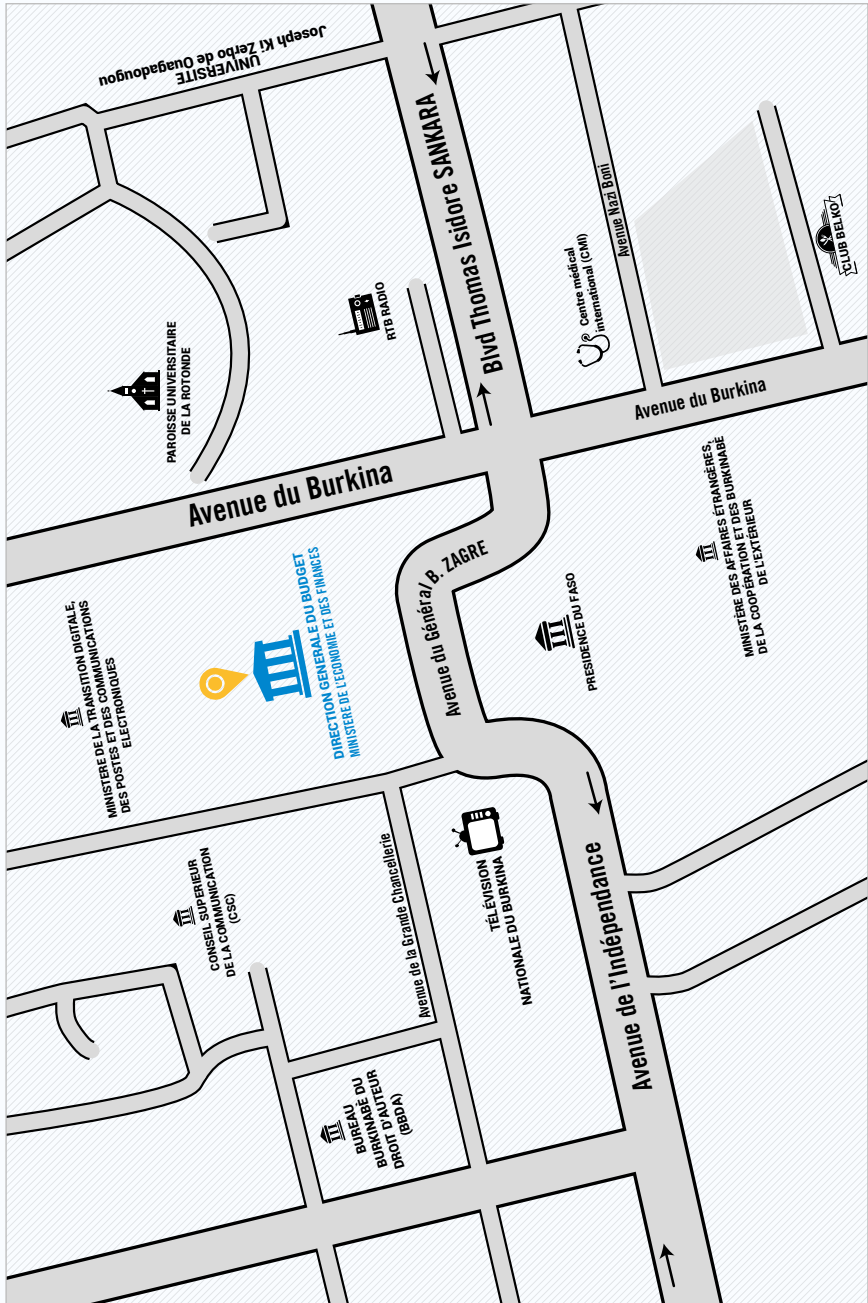 UNIVERSITE
Joseph Ki Zerbo de Ouagadougou
Blvd Thomas Isidore SANKARA
Avenue Nazi Boni
CLUB BELKO
Centre médical
international (CMI)
RTB RADIO
PAROISSE UNIVERSITAIRE
DE LA ROTONDE
Avenue du Burkina
Avenue du Burkina
MINISTÈRE DES AFFAIRES ÉTRANGÈRES,
DE LA COOPÉRATION ET DES BURKINABÈ
DE L'EXTÉRIEUR
PRESIDENCE DU FASO
Avenue du Général B. ZAGRE
DIRECTION GENERALE DU BUDGET
MINISTERE DE L'ECONOMIE ET DES FINANCES
MINISTERE DE LA TRANSITION DIGITALE,
DES POSTES ET DES COMMUNICATIONS
ELECTRONIQUES
CONSEIL SUPERIEUR
DE LA COMMUNICATION
(CSC)
Avenue de la Grande Chancellerie
TÉLÉVISION
NATIONALE DU BURKINA
Avenue de l'Indépendance
BUREAU
BURKINABÈ DU
DROIT D'AUTEUR
(BBDA)